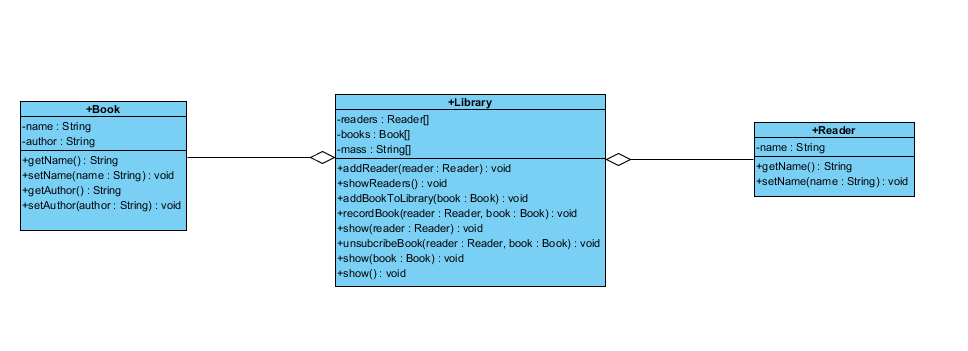 +Book
-name : String
-author : String
+getName() : String
+setName(name : String) : void
+getAuthor() : String
+setAuthor(author : String) : void
+Library
-readers : Reader[]
-books : Book[]
-mass : String[]
+addReader(reader : Reader) : void
+showReaders() : void
+addBookToLibrary(book : Book) : void
+recordBook(reader : Reader, book : Book) : void
+show(reader : Reader) : void
+unsubcribeBook(reader : Reader, book : Book) : void
+show(book : Book) : void
+show() : void
+Reader
-name : String
+getName() : String
+setName(name : String) : void